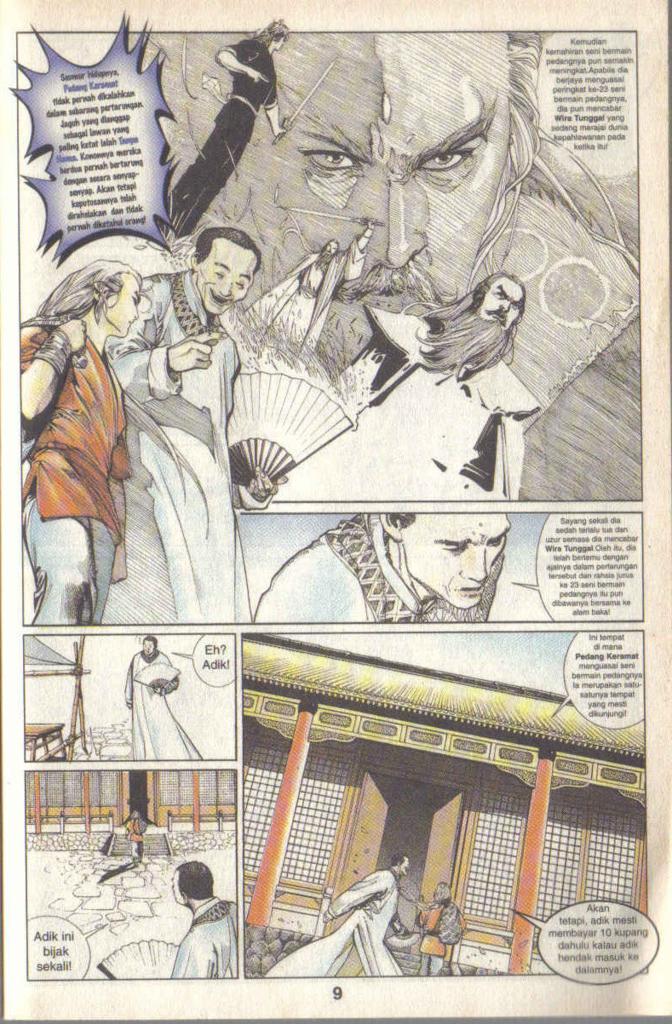 Seumur hidupnya,
Pedang Keramat
tidak pernah dikalahkan
dalam sebarang pertarungan.
Jaguh yang dianggap
sebagai lawan yang
paling ketat ialah Tanpa
Nama. Kononnya mereka
berdua pernah bertarung
dengan secara senyap-
senyap. Akan tetapi
keputusannya telah
dirahsiakan dan tidak
pernah diketahui orang!
Kemudian
kemahiran seni bermain
pedangnya pun semakin
meningkat.Apabila dia
berjaya menguasai
peringkat ke-23 seni
bermain pedangnya,
dia pun mencabar
Wira Tunggal yang
sedang merajai dunia
kepahlawanan pada
ketika itu!
Sayang sekali dia
sedah terlalu tua dan
uzur semasa dia mencabar
Wira Tunggal.Oleh itu, dia
telah bertemu dengan
ajalnya dalam pertarungan
tersebut dan rahsia jurus
ke 23 seni bermain
pedangnya itu pun
dibawanya bersama ke
alam baka!
Eh?
Adik!
Ini tempat
di mana
Pedang Keramat
menguasai seni
bermain pedangnya
Ia merupakan satu-
satunya tempat
yang mesti
dikunjungi!
Adik ini
bijak
sekali!
Akan
tetapi, adik mesti
membayar 10 kupang
dahulu kalau adik
hendak masuk ke
dalamnya!
9